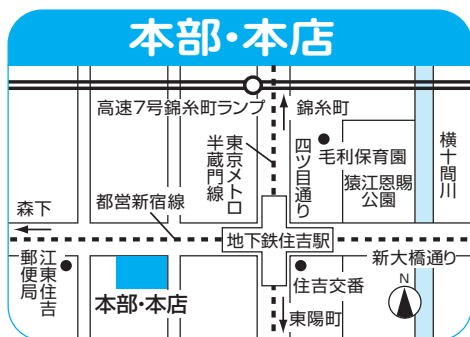 本部・本店
高速7号錦糸町ランプ
錦糸町
東京メトロ
半蔵門線
四ツ目通り
毛利保育園
猿江恩賜
公園
横十間川
森下
都営新宿線
地下鉄住吉駅
新大橋通り
江東住吉
郵便局
本部・本店
住吉交番
東陽町
N